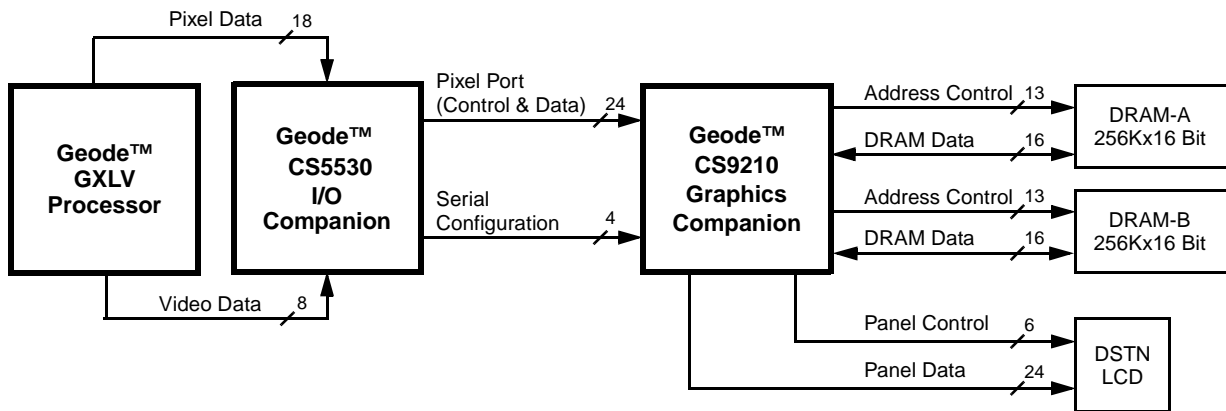 Pixel Data 18
Geode™
GXLV
Processor
Video Data 8
Geode™
CS5530
I/O
Companion
Pixel Port
(Control & Data) 24
Serial
Configuration 4
Geode™
CS9210
Graphics
Companion
Address Control 13
DRAM Data 16
DRAM-A
256Kx16 Bit
Address Control 13
DRAM Data 16
DRAM-B
256Kx16 Bit
Panel Control 6
Panel Data 24
DSTN
LCD